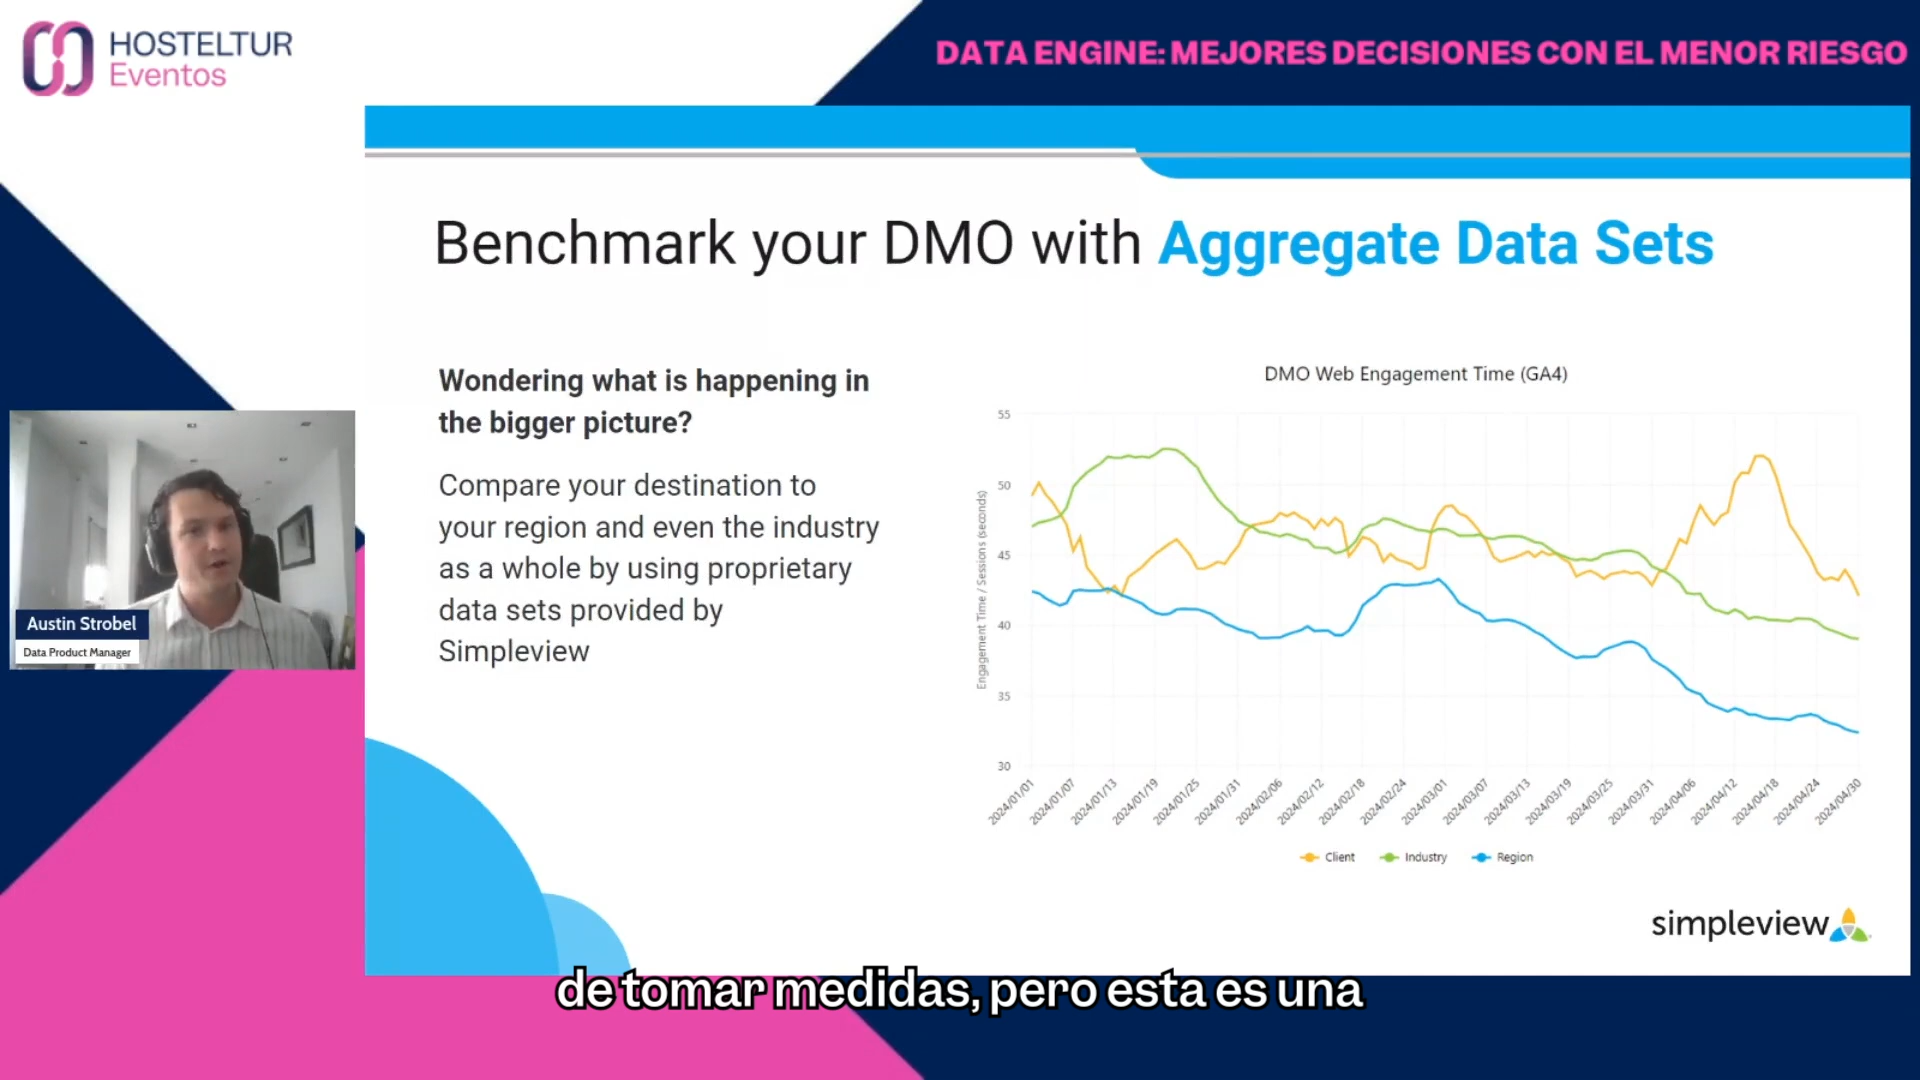 HOSTELTUR
Eventos
DATA ENGINE: MEJORES DECISIONES CON EL MENOR RIESGO
Benchmark your DMO with Aggregate Data Sets
Wondering what is happening in
the bigger picture?
Compare your destination to
your region and even the industry
as a whole by using proprietary
data sets provided by
Simpleview
DMO Web Engagement Time (GA4)
Engagement Time / Sessions (seconds)
55
50
45
40
35
30
2024/01/01
2024/01/07
2024/01/13
2024/01/19
2024/01/25
2024/01/31
2024/02/06
2024/02/12
2024/02/18
2024/02/24
2024/03/01
2024/03/07
2024/03/13
2024/03/19
2024/03/25
2024/03/31
2024/04/06
2024/04/12
2024/04/18
2024/04/24
2024/04/30
Client
Industry
Region
Austin Strobel
Data Product Manager
simpleview
de tomar medidas, pero esta es una